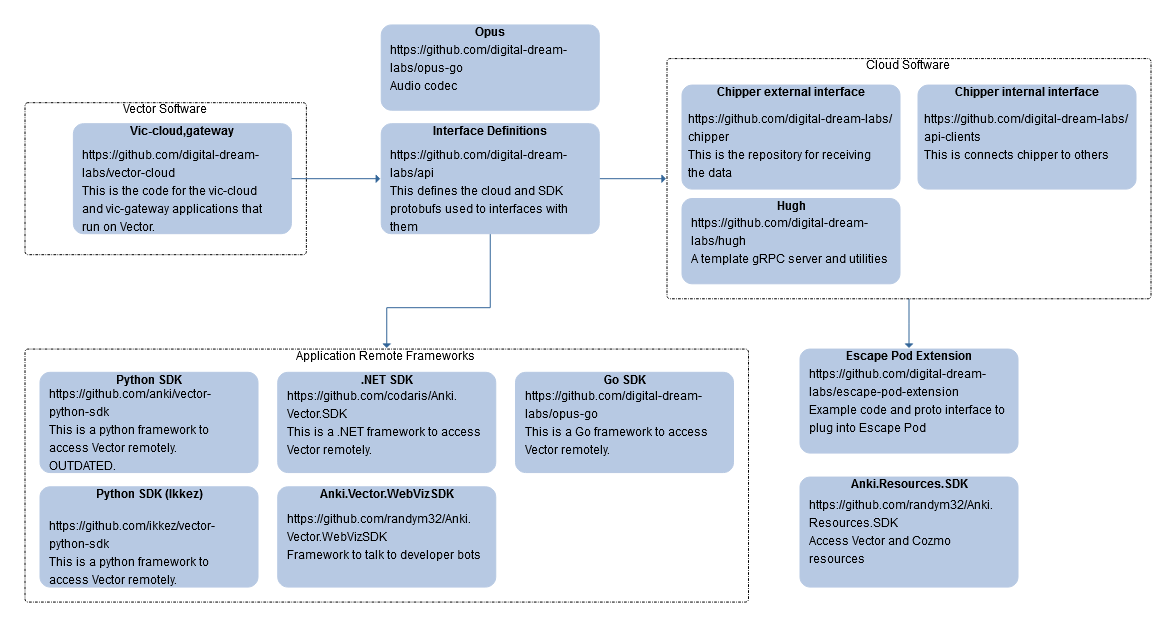 Opus
https://github.com/digital-dream-
labs/opus-go
Audio codec
Vector Software
Vic-cloud,gateway
https://github.com/digital-dream-
labs/vector-cloud
This is the code for the vic-cloud
and vic-gateway applications that
run on Vector.
Interface Definitions
https://github.com/digital-dream-
labs/api
This defines the cloud and SDK
protobufs used to interfaces with
them
Cloud Software
Chipper external interface
https://github.com/digital-dream-labs/
chipper
This is the repository for receiving
the data
Chipper internal interface
https://github.com/digital-dream-labs/
api-clients
This is connects chipper to others
Hugh
https://github.com/digital-dream-
labs/hugh
A template gRPC server and utilities
Application Remote Frameworks
Python SDK
https://github.com/anki/vector-
python-sdk
This is a python framework to
access Vector remotely.
OUTDATED.
.NET SDK
https://github.com/codaris/Anki.
Vector.SDK
This is a .NET framework to access
Vector remotely.
Go SDK
https://github.com/digital-dream-
labs/opus-go
This is a Go framework to access
Vector remotely.
Python SDK (Ikkez)
https://github.com/ikkez/vector-
python-sdk
This is a python framework to
access Vector remotely.
Anki.Vector.WebVizSDK
https://github.com/randym32/Anki.
Vector.WebVizSDK
Framework to talk to developer bots
Escape Pod Extension
https://github.com/digital-dream-
labs/escape-pod-extension
Example code and proto interface to
plug into Escape Pod
Anki.Resources.SDK
https://github.com/randym32/Anki.
Resources.SDK
Access Vector and Cozmo
resources